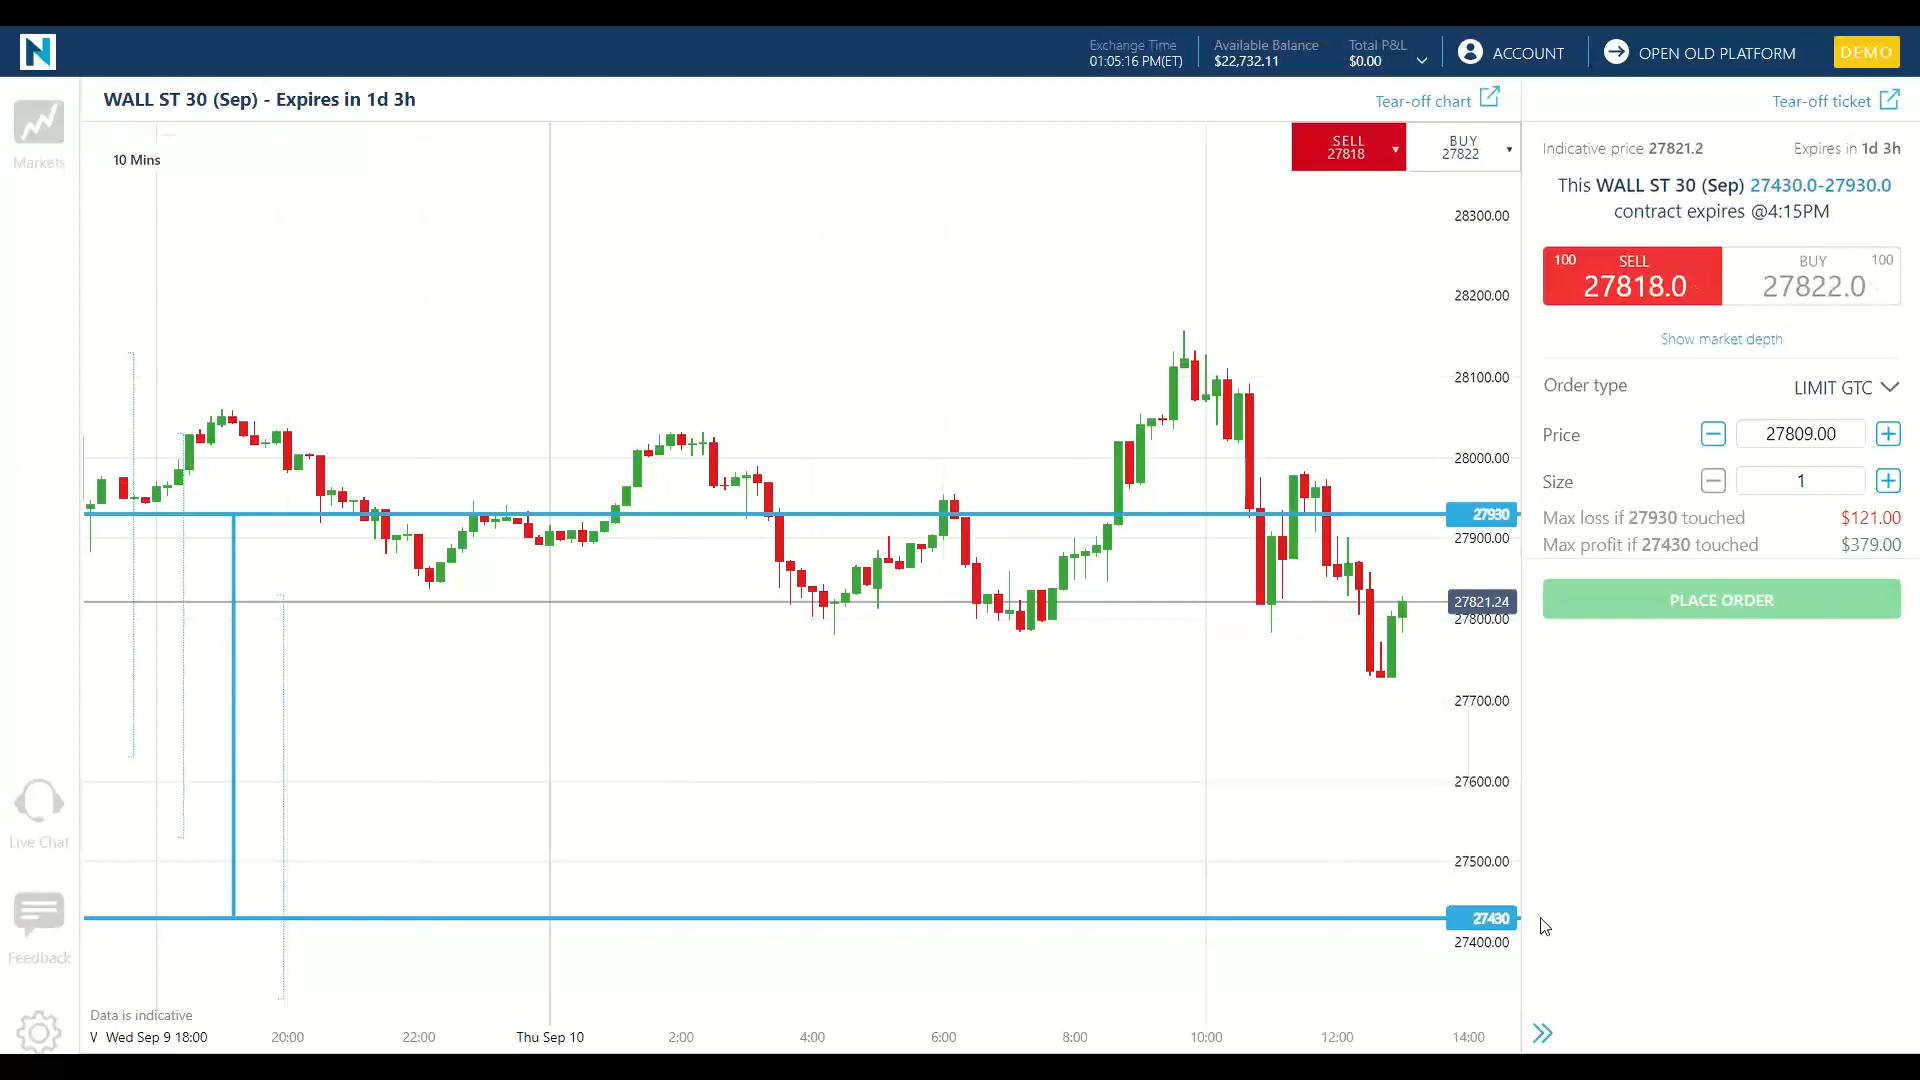 N
Exchange Time
01:05:16 PM(ET)
Available Balance
$22,732.11
Total P&L
$0.00
ACCOUNT
OPEN OLD PLATFORM
DEMO
Markets
WALL ST 30 (Sep) - Expires in 1d 3h
Tear-off chart
Tear-off ticket
10 Mins
SELL
27818
BUY
27822
28300.00
28200.00
28100.00
28000.00
27930
27900.00
27821.24
27800.00
27700.00
27600.00
27500.00
27430
27400.00
Data is indicative
V Wed Sep 9 18:00 20:00 22:00 Thu Sep 10 2:00 4:00 6:00 8:00 10:00 12:00 14:00
Indicative price 27821.2 Expires in 1d 3h
This WALL ST 30 (Sep) 27430.0-27930.0
contract expires @4:15PM
100 SELL
27818.0
BUY 100
27822.0
Show market depth
Order type LIMIT GTC
Price 27809.00
Size 1
Max loss if 27930 touched $121.00
Max profit if 27430 touched $379.00
PLACE ORDER
Live Chat
Feedback